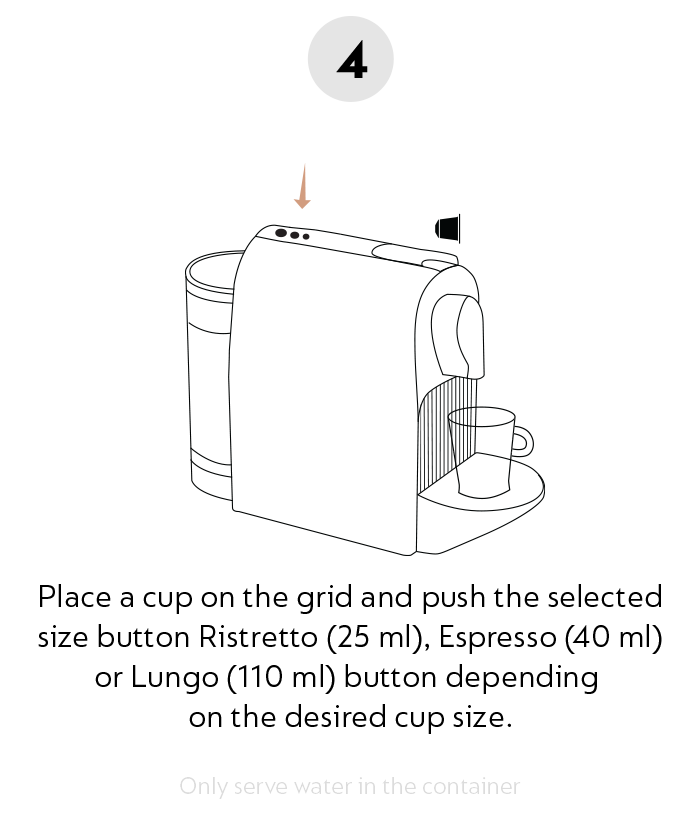 4
Place a cup on the grid and push the selected
size button Ristretto (25 ml), Espresso (40 ml)
or Lungo (110 ml) button depending
on the desired cup size.
Only serve water in the container